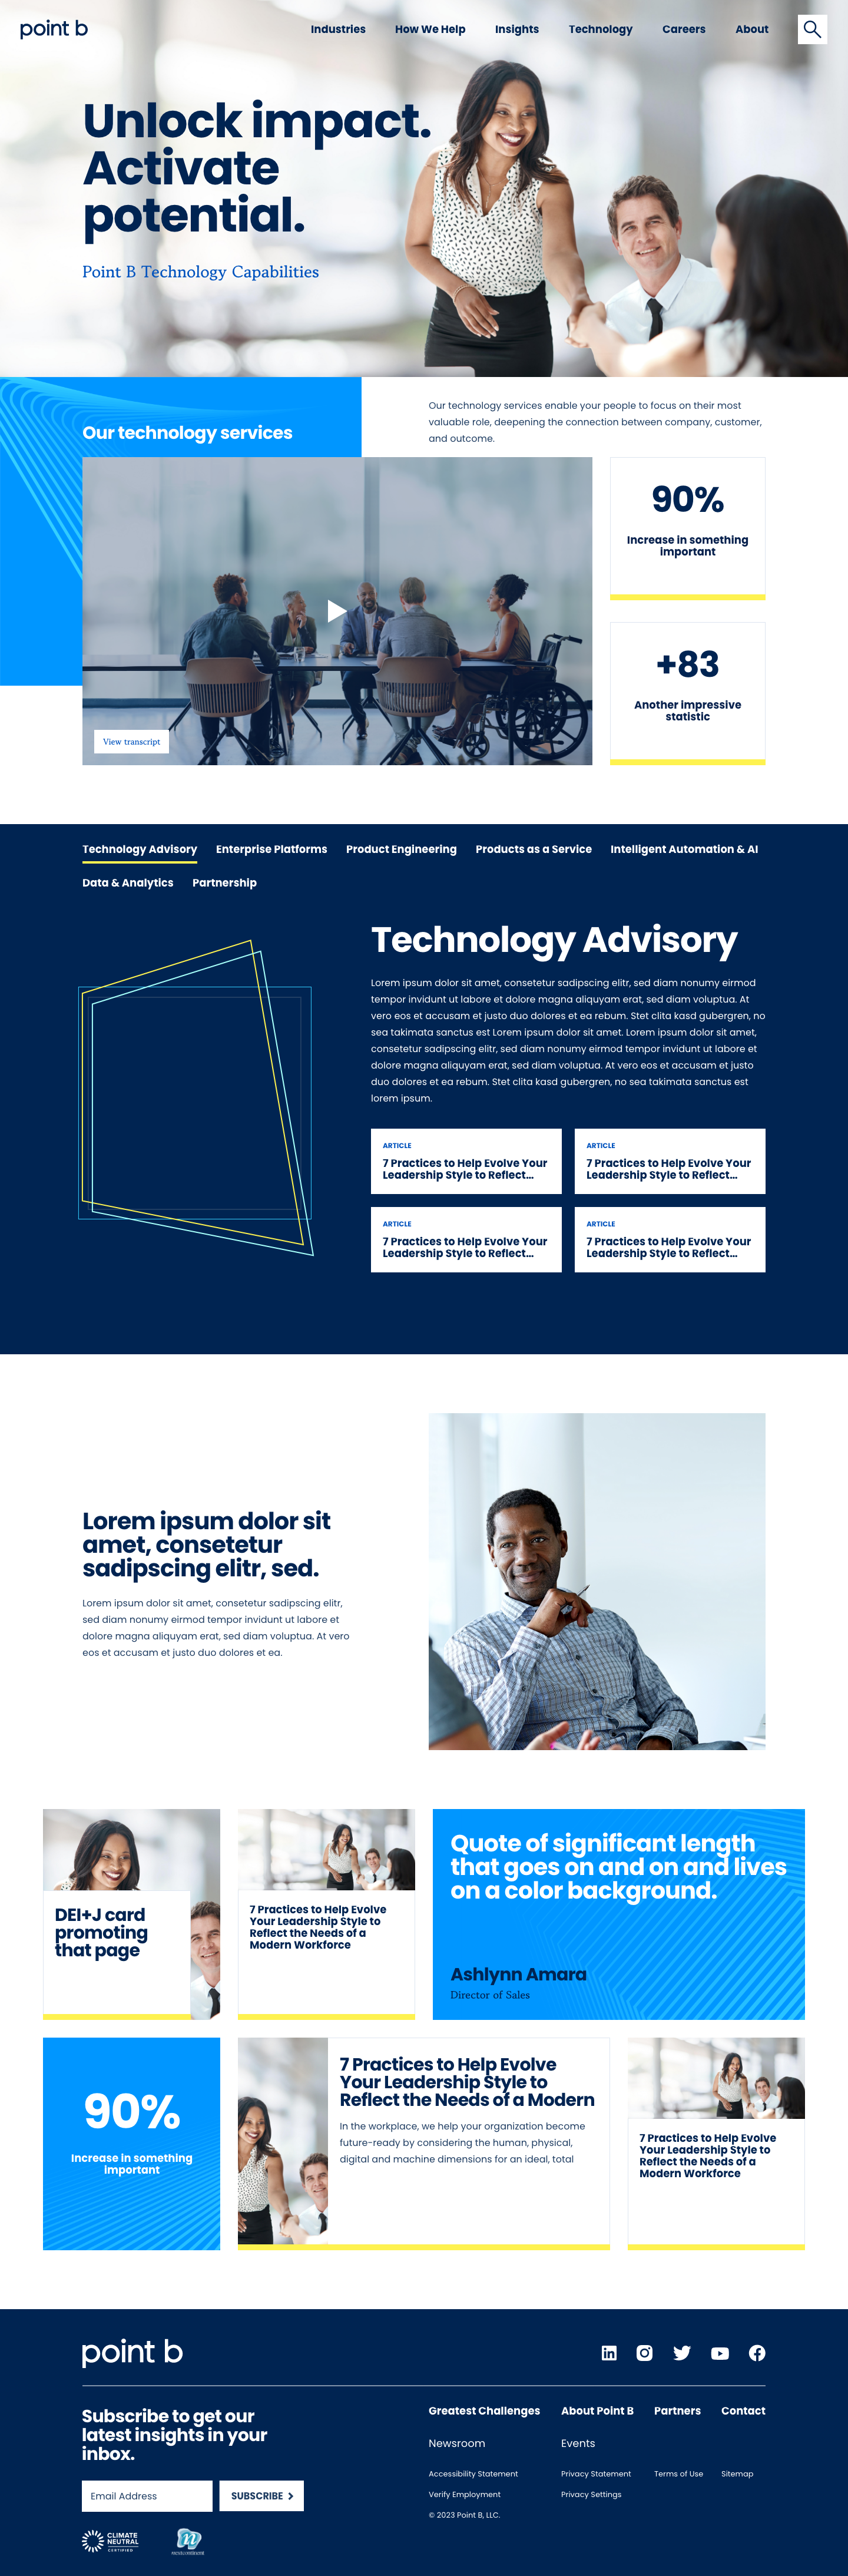 point b
Industries
How We Help
Insights
Technology
Careers
About
Unlock impact.
Activate
potential.
Point B Technology Capabilities
Our technology services
Our technology services enable your people to focus on their most
valuable role, deepening the connection between company, customer,
and outcome.
View transcript
90%
Increase in something
important
+83
Another impressive
statistic
Technology Advisory
Enterprise Platforms
Product Engineering
Products as a Service
Intelligent Automation & AI
Data & Analytics
Partnership
Technology Advisory
Lorem ipsum dolor sit amet, consetetur sadipscing elitr, sed diam nonumy eirmod
tempor invidunt ut labore et dolore magna aliquyam erat, sed diam voluptua. At
vero eos et accusam et justo duo dolores et ea rebum. Stet clita kasd gubergren, no
sea takimata sanctus est Lorem ipsum dolor sit amet. Lorem ipsum dolor sit amet,
consetetur sadipscing elitr, sed diam nonumy eirmod tempor invidunt ut labore et
dolore magna aliquyam erat, sed diam voluptua. At vero eos et accusam et justo
duo dolores et ea rebum. Stet clita kasd gubergren, no sea takimata sanctus est
lorem ipsum.
ARTICLE
7 Practices to Help Evolve Your
Leadership Style to Reflect...
ARTICLE
7 Practices to Help Evolve Your
Leadership Style to Reflect...
ARTICLE
7 Practices to Help Evolve Your
Leadership Style to Reflect...
ARTICLE
7 Practices to Help Evolve Your
Leadership Style to Reflect...
Lorem ipsum dolor sit
amet, consetetur
sadipscing elitr, sed.
Lorem ipsum dolor sit amet, consetetur sadipscing elitr,
sed diam nonumy eirmod tempor invidunt ut labore et
dolore magna aliquyam erat, sed diam voluptua. At vero
eos et accusam et justo duo dolores et ea.
DEI+J card
promoting
that page
7 Practices to Help Evolve
Your Leadership Style to
Reflect the Needs of a
Modern Workforce
Quote of significant length
that goes on and on and lives
on a color background.
Ashlynn Amara
Director of Sales
90%
Increase in something
important
7 Practices to Help Evolve
Your Leadership Style to
Reflect the Needs of a Modern
In the workplace, we help your organization become
future-ready by considering the human, physical,
digital and machine dimensions for an ideal, total
7 Practices to Help Evolve
Your Leadership Style to
Reflect the Needs of a
Modern Workforce
point b
Subscribe to get our
latest insights in your
inbox.
Email Address
SUBSCRIBE
CLIMATE
NEUTRAL
CERTIFIED
Greatest Challenges
About Point B
Partners
Contact
Newsroom
Events
Accessibility Statement
Privacy Statement
Terms of Use
Sitemap
Verify Employment
Privacy Settings
© 2023 Point B, LLC.